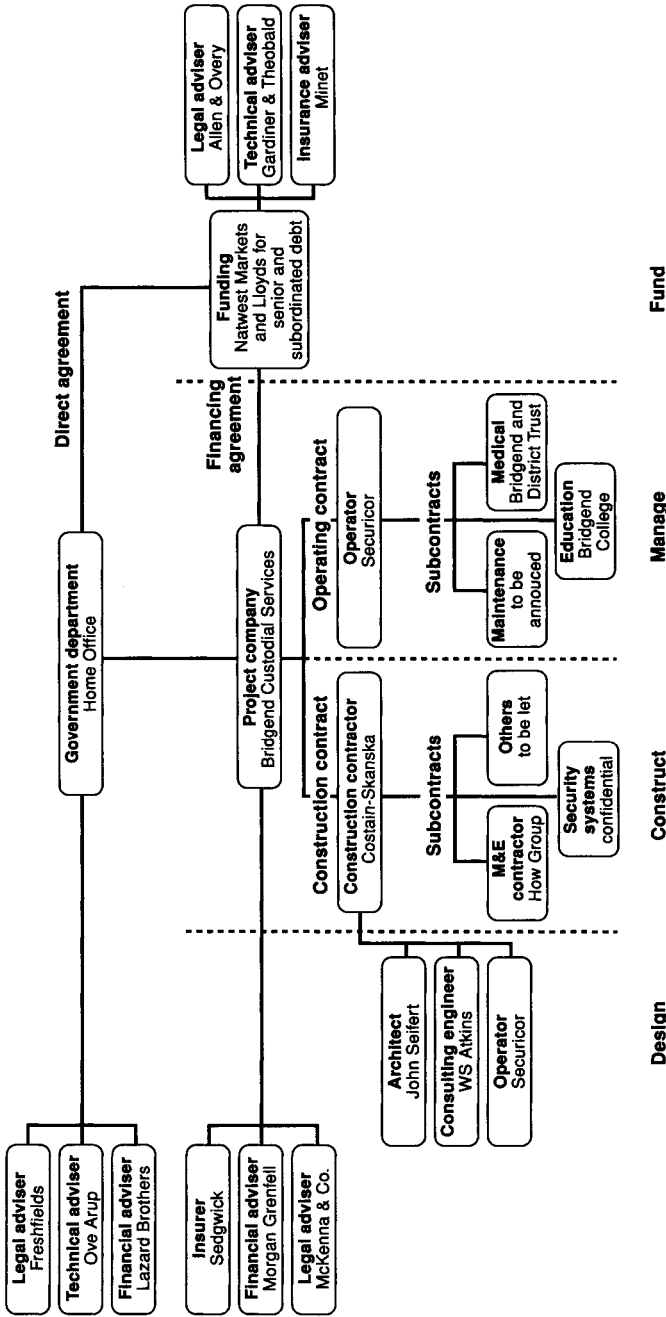 Legal adviser
Freshfields
Technical adviser
Ove Arup
Financial adviser
Lazard Brothers
Government department
Home Office
Direct agreement
Insurer
Sedgwick
Financial adviser
Morgan Grenfell
Legal adviser
McKenna & Co.
Project company
Bridgend Custodial Services
Financing
agreement
Funding
Natwest Markets
and Lloyds for
senior and
subordinated debt
Legal adviser
Allen & Overy
Technical adviser
Gardiner & Theobald
Insurance adviser
Minet
Construction contract
Construction contractor
Costain-Skanska
Operating contract
Operator
Securicor
Architect
John Seifert
Consulting engineer
WS Atkins
Operator
Securicor
Subcontracts
M&E
contractor
How Group
Others
to be let
Security
systems
confidential
Subcontracts
Maintenance
to be
annouced
Medical
Bridgend and
District Trust
Education
Bridgend
College
Design
Construct
Manage
Fund